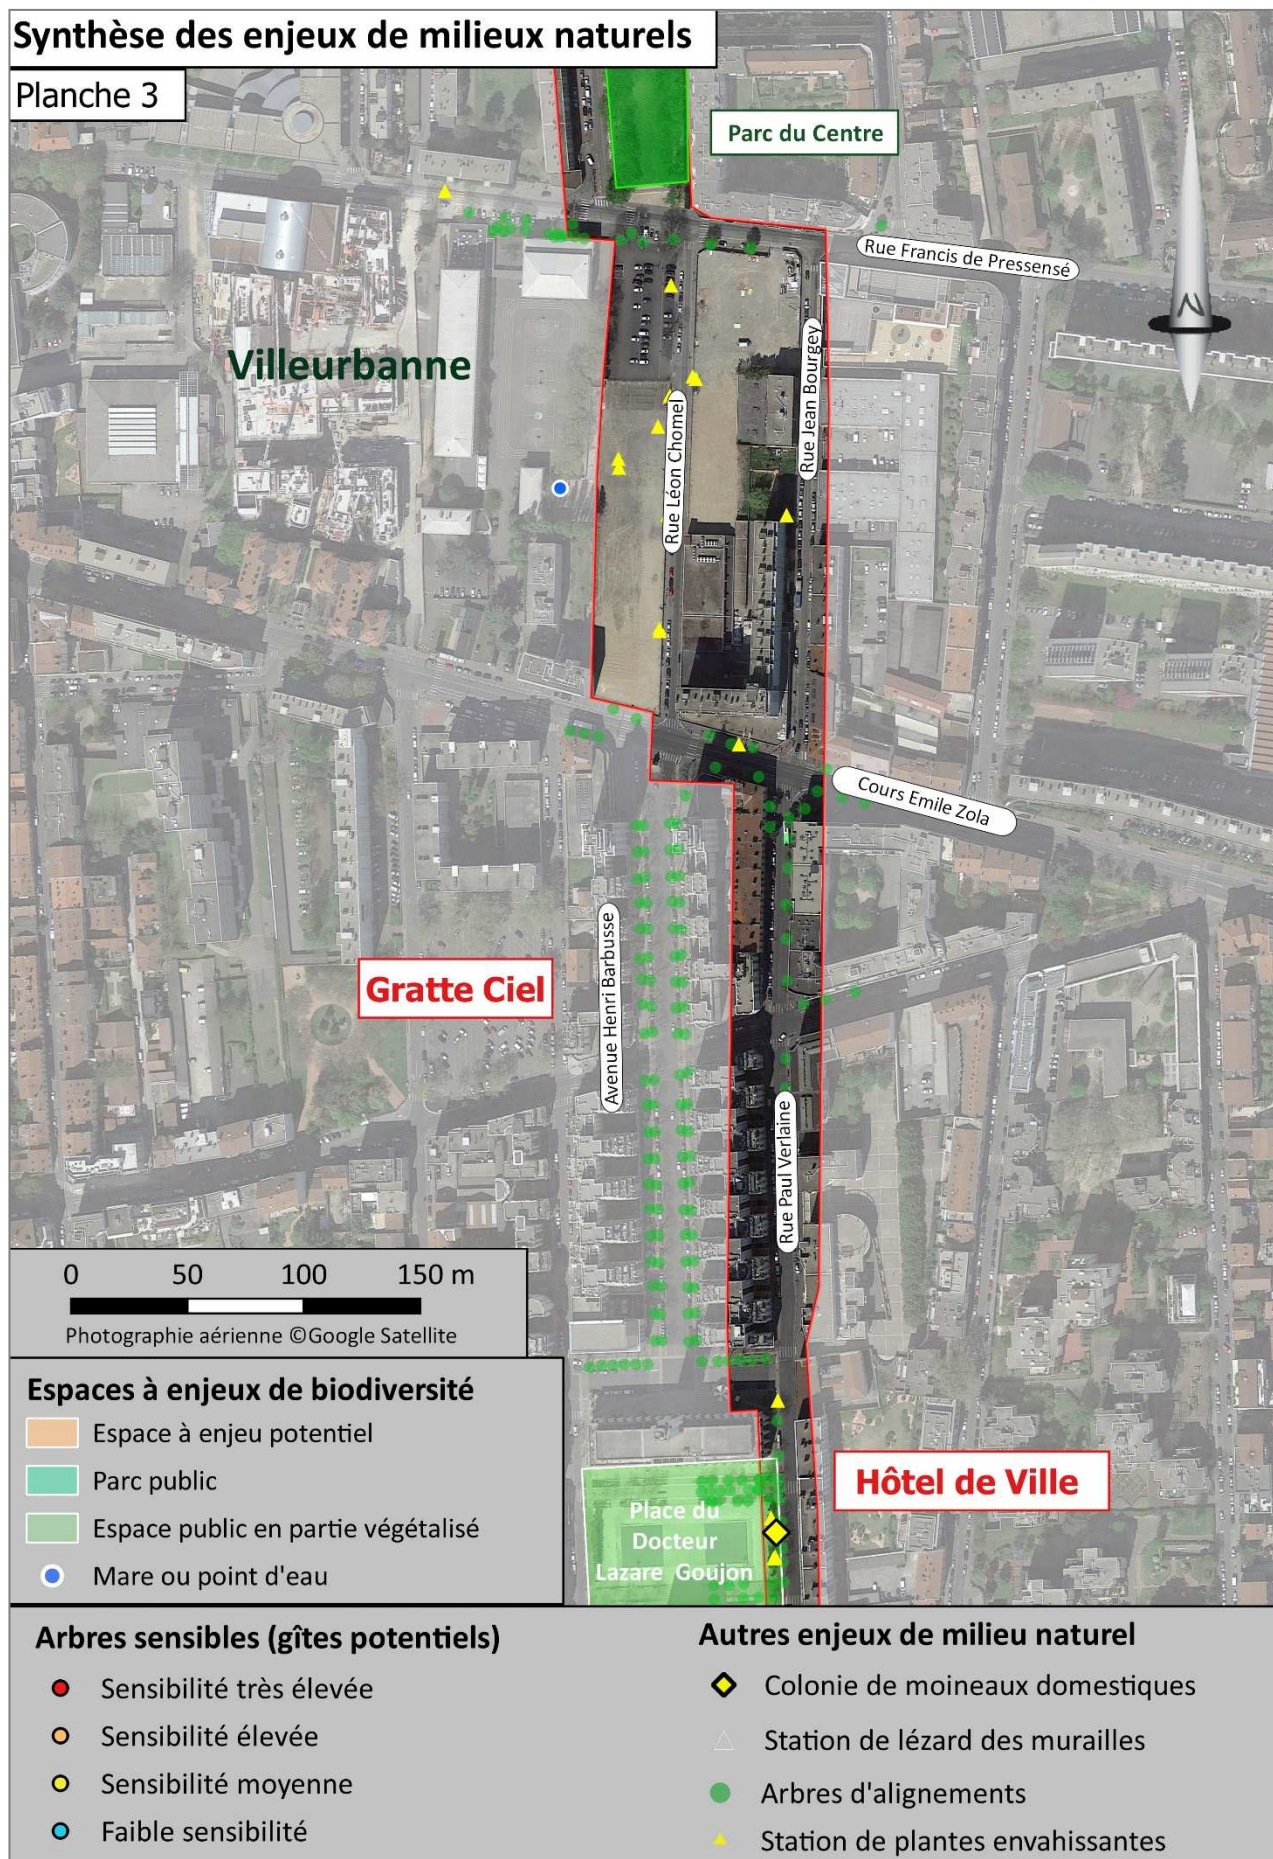 Synthèse des enjeux de milieux naturels
Planche 3
Parc du Centre
Rue Francis de Pressensé
N
Villeurbanne
Rue Jean Bourgey
Rue Léon Chomel
Cours Emile Zola
Gratte Ciel
Avenue Henri Barbusse
Rue Paul Verlaine
0 50 100 150 m
Photographie aérienne ©Google Satellite
Hôtel de Ville
Place du
Docteur
Lazare Goujon
Espaces à enjeux de biodiversité
Espace à enjeu potentiel
Parc public
Espace public en partie végétalisé
Mare ou point d'eau
Arbres sensibles (gîtes potentiels)
Sensibilité très élevée
Sensibilité élevée
Sensibilité moyenne
Faible sensibilité
Autres enjeux de milieu naturel
Colonie de moineaux domestiques
Station de lézard des murailles
Arbres d'alignements
Station de plantes envahissantes